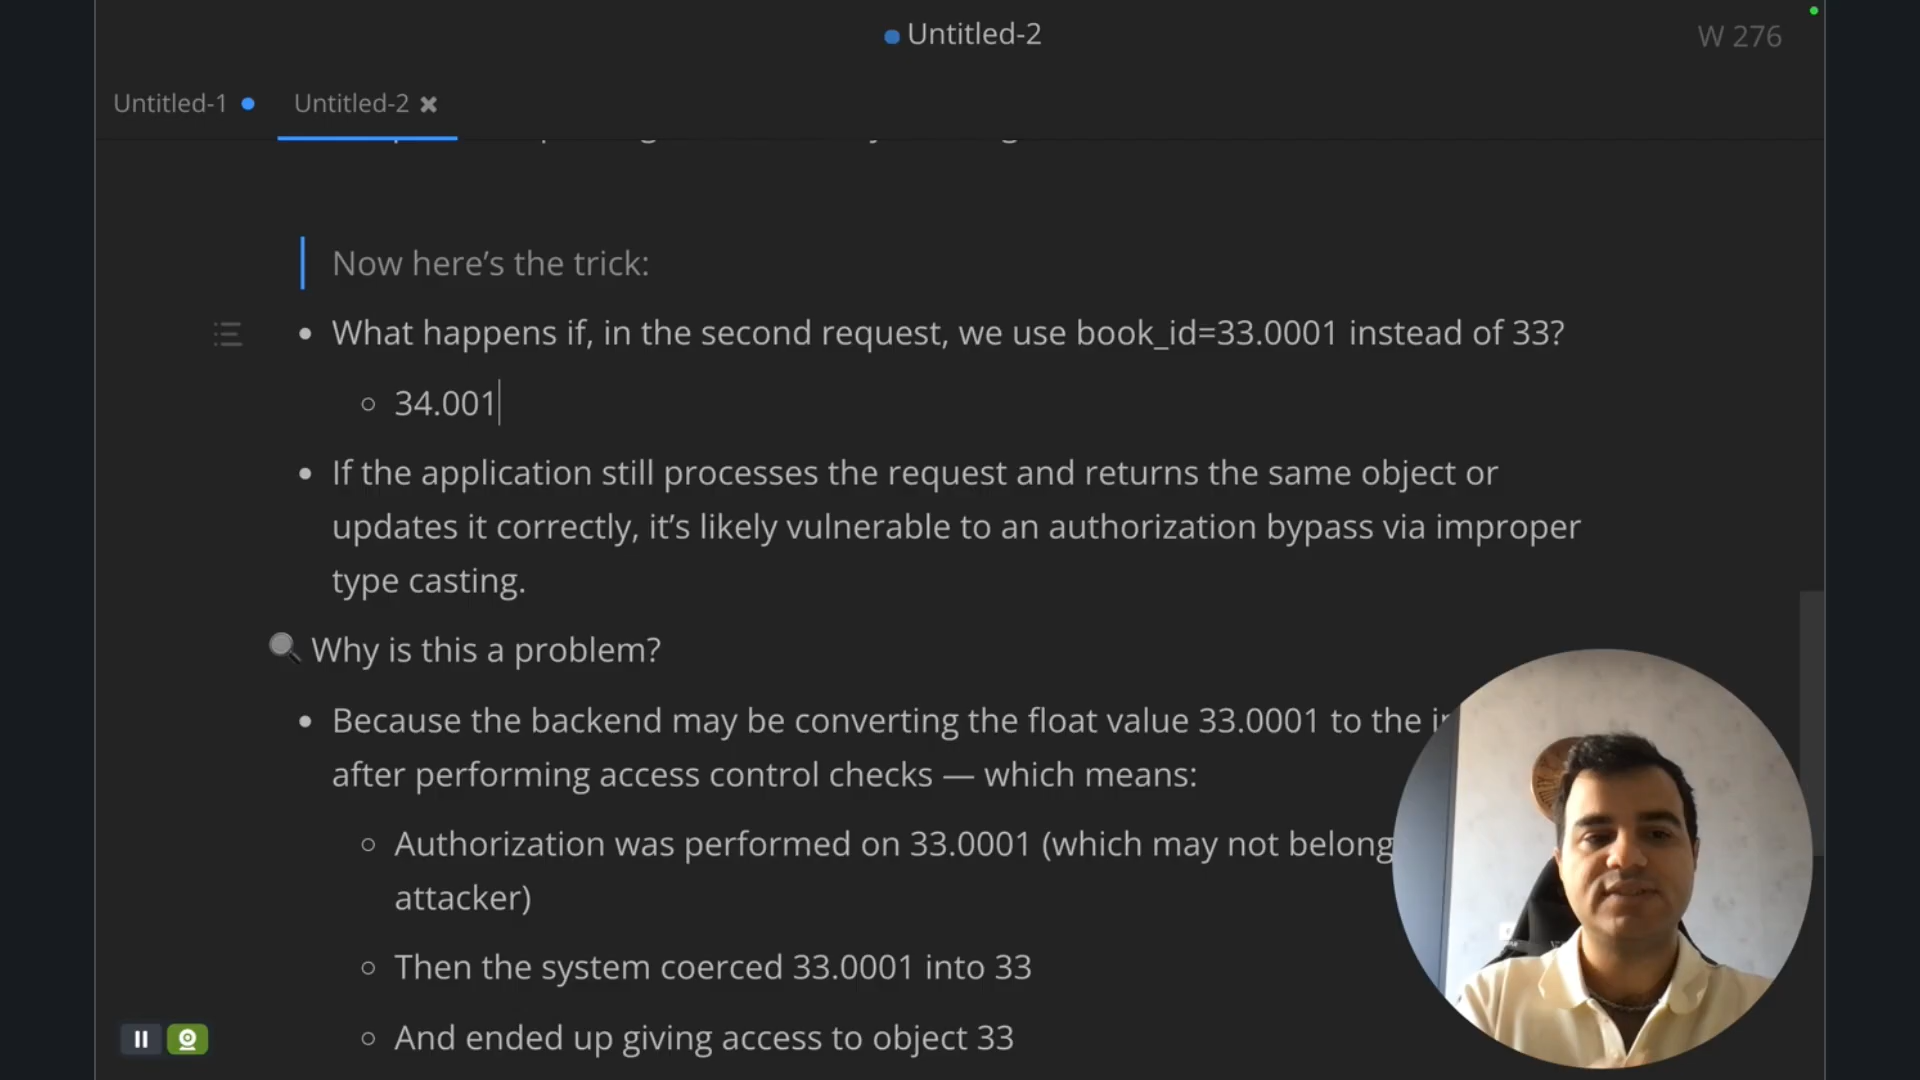 Untitled-2
W 276
Untitled-1
Untitled-2
Now here’s the trick:
What happens if, in the second request, we use book_id=33.0001 instead of 33?
34.001
If the application still processes the request and returns the same object or
updates it correctly, it’s likely vulnerable to an authorization bypass via improper
type casting.
Why is this a problem?
Because the backend may be converting the float value 33.0001 to the
after performing access control checks — which means:
Authorization was performed on 33.0001 (which may not belong
attacker)
Then the system coerced 33.0001 into 33
And ended up giving access to object 33